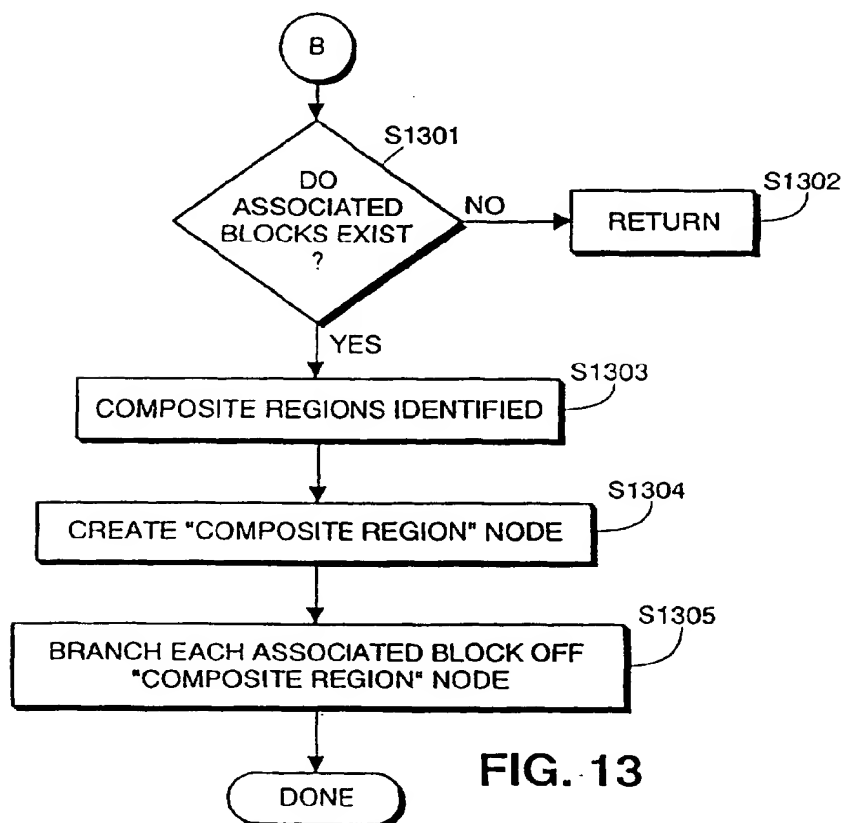 B
S1301
DO
ASSOCIATED
BLOCKS EXIST
?
NO
S1302
RETURN
YES
S1303
COMPOSITE REGIONS IDENTIFIED
S1304
CREATE "COMPOSITE REGION" NODE
S1305
BRANCH EACH ASSOCIATED BLOCK OFF
"COMPOSITE REGION" NODE
DONE
FIG. 13